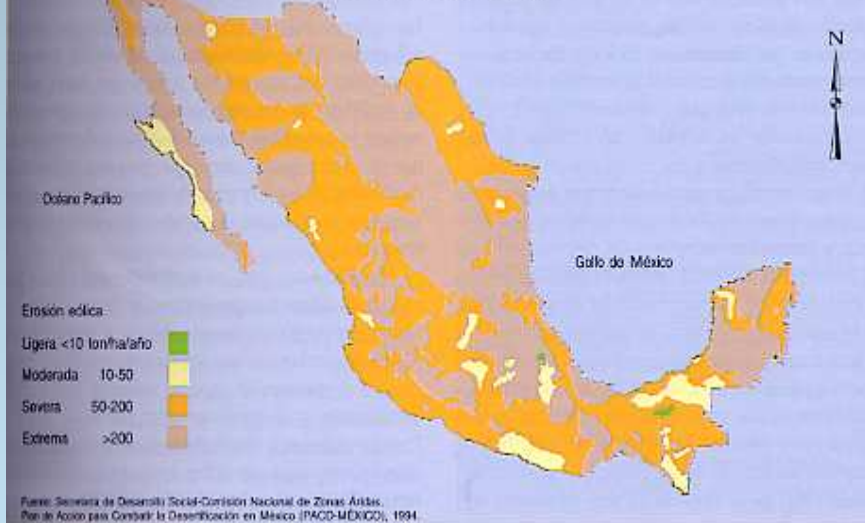 N
Océano Pacífico
Golfo de México
Erosión eólica
Ligera <10 ton/ha/año
Moderada 10-50
Severa 50-200
Extrema >200
Fuente: Secretaría de Desarrollo Social-Comisión Nacional de Zonas Áridas.
Plan de Acción para Combatir la Desertificación en México (PACD-MÉXICO), 1994.